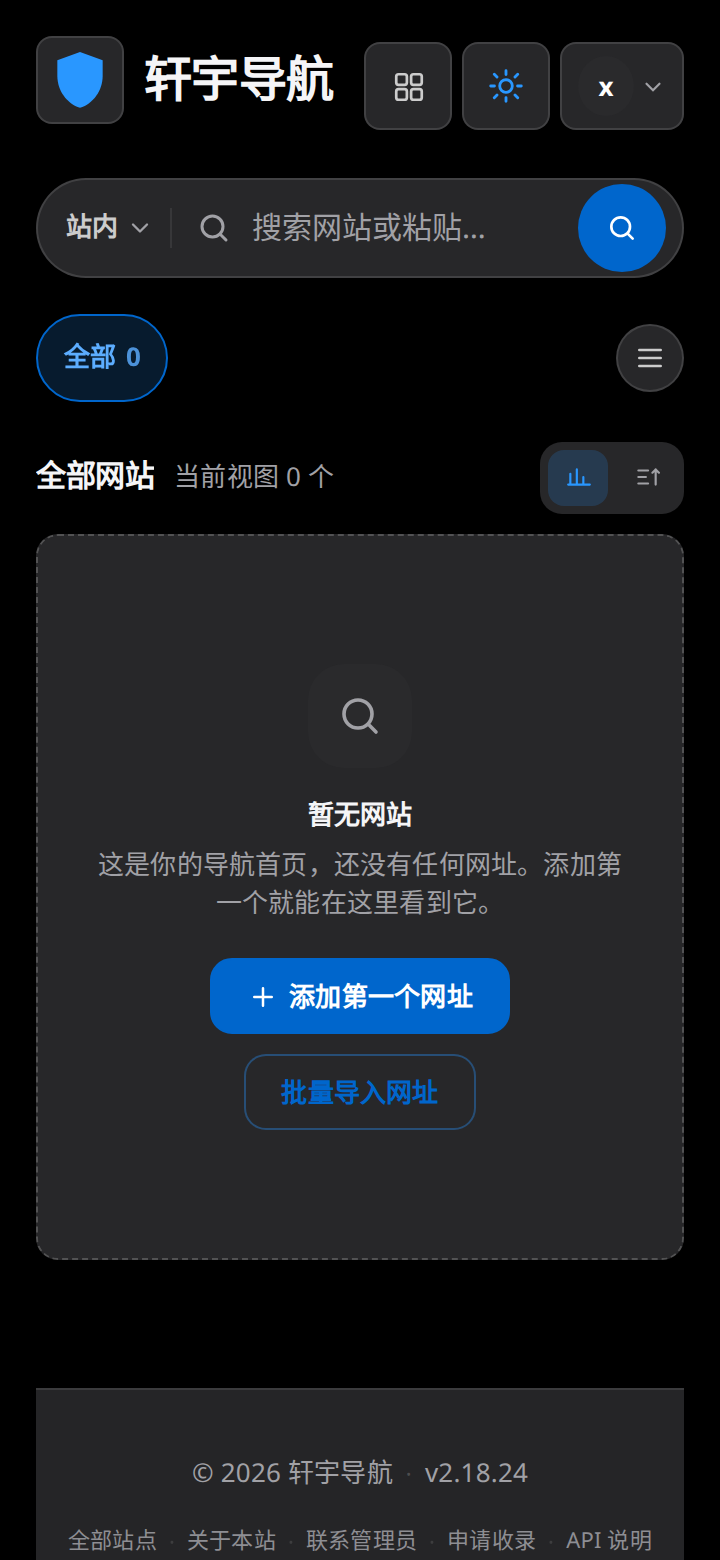 轩宇导航
x
站内
搜索网站或粘贴...
全部 0
全部网站 当前视图 0 个
暂无网站
这是你的导航首页，还没有任何网址。添加第
一个就能在这里看到它。
添加第一个网址
批量导入网址
© 2026 轩宇导航 · v2.18.24
全部站点 · 关于本站 · 联系管理员 · 申请收录 · API 说明